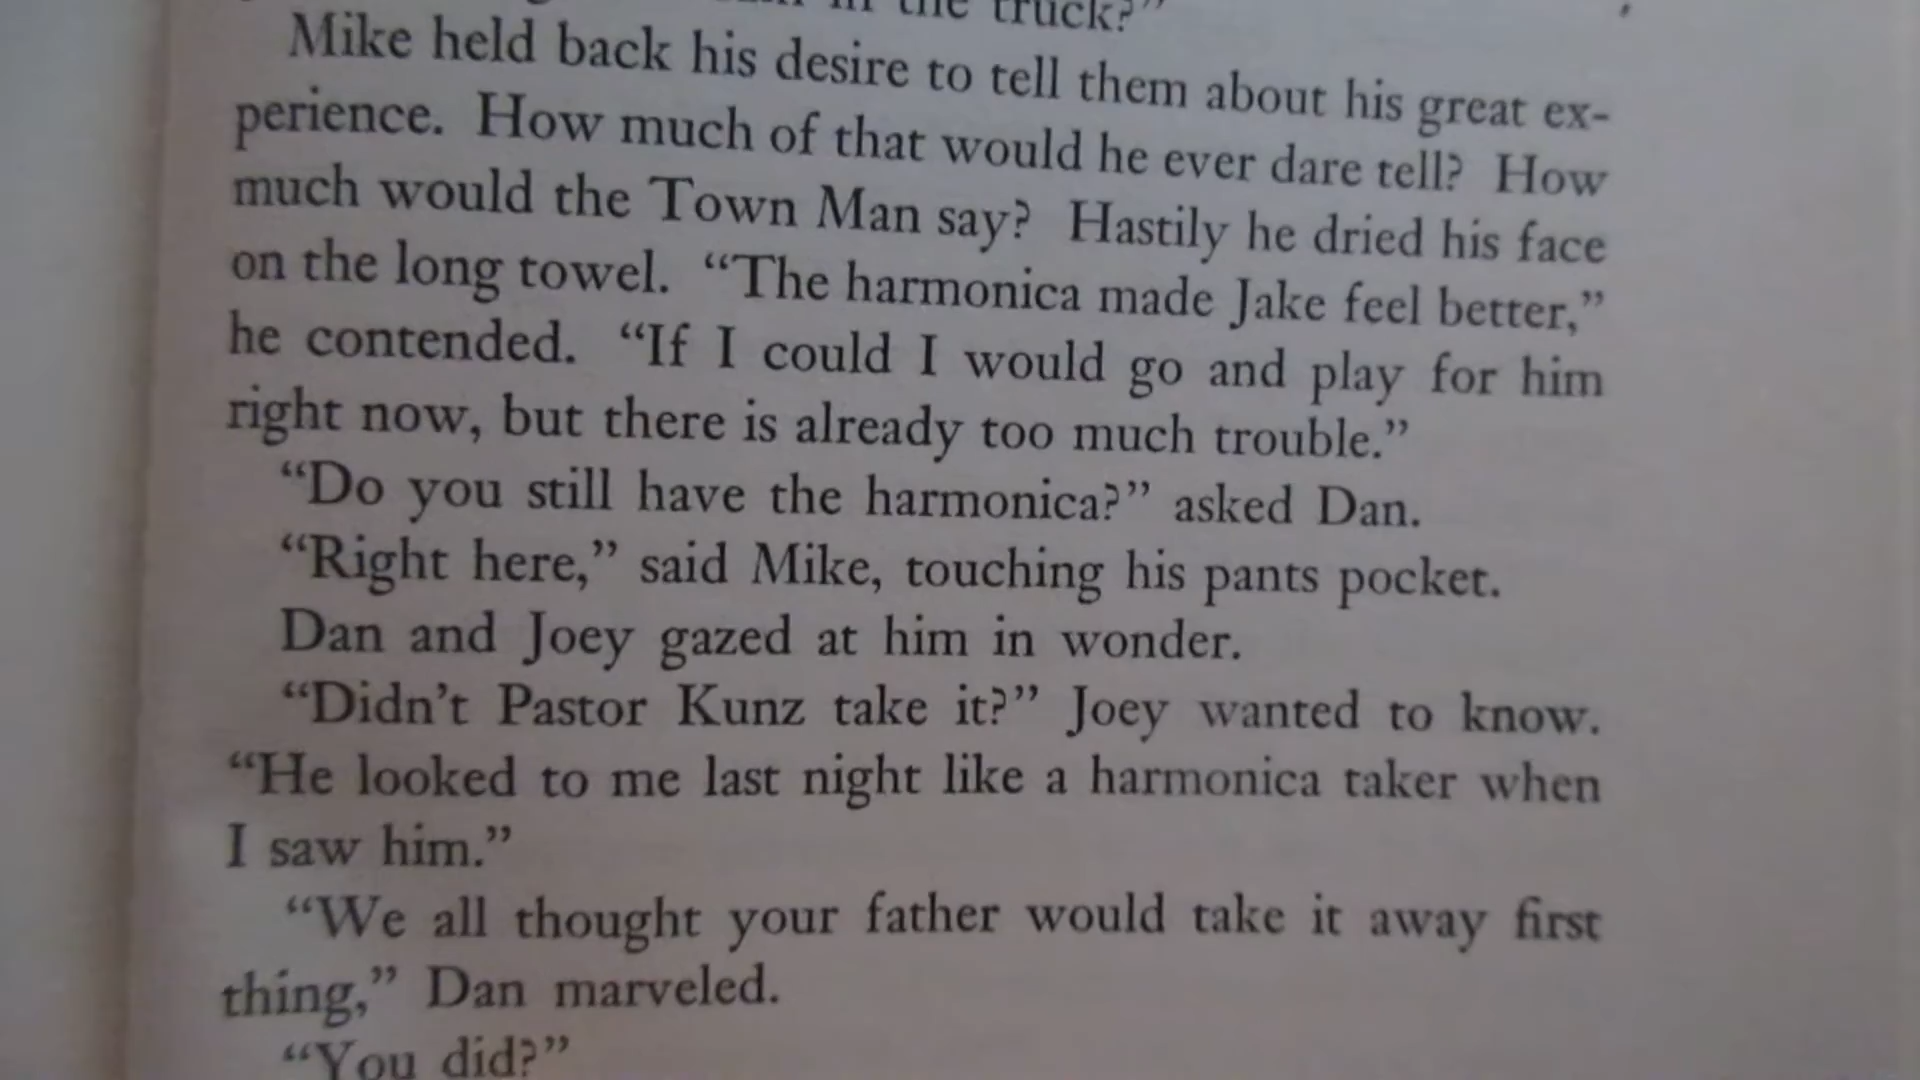 the truck?”
Mike held back his desire to tell them about his great ex-
perience. How much of that would he ever dare tell? How
much would the Town Man say? Hastily he dried his face
on the long towel. “The harmonica made Jake feel better,”
he contended. “If I could I would go and play for him
right now, but there is already too much trouble.”
“Do you still have the harmonica?” asked Dan.
“Right here,” said Mike, touching his pants pocket.
Dan and Joey gazed at him in wonder.
“Didn’t Pastor Kunz take it?” Joey wanted to know.
“He looked to me last night like a harmonica taker when
I saw him.”
“We all thought your father would take it away first
thing,” Dan marveled.
“You did?”